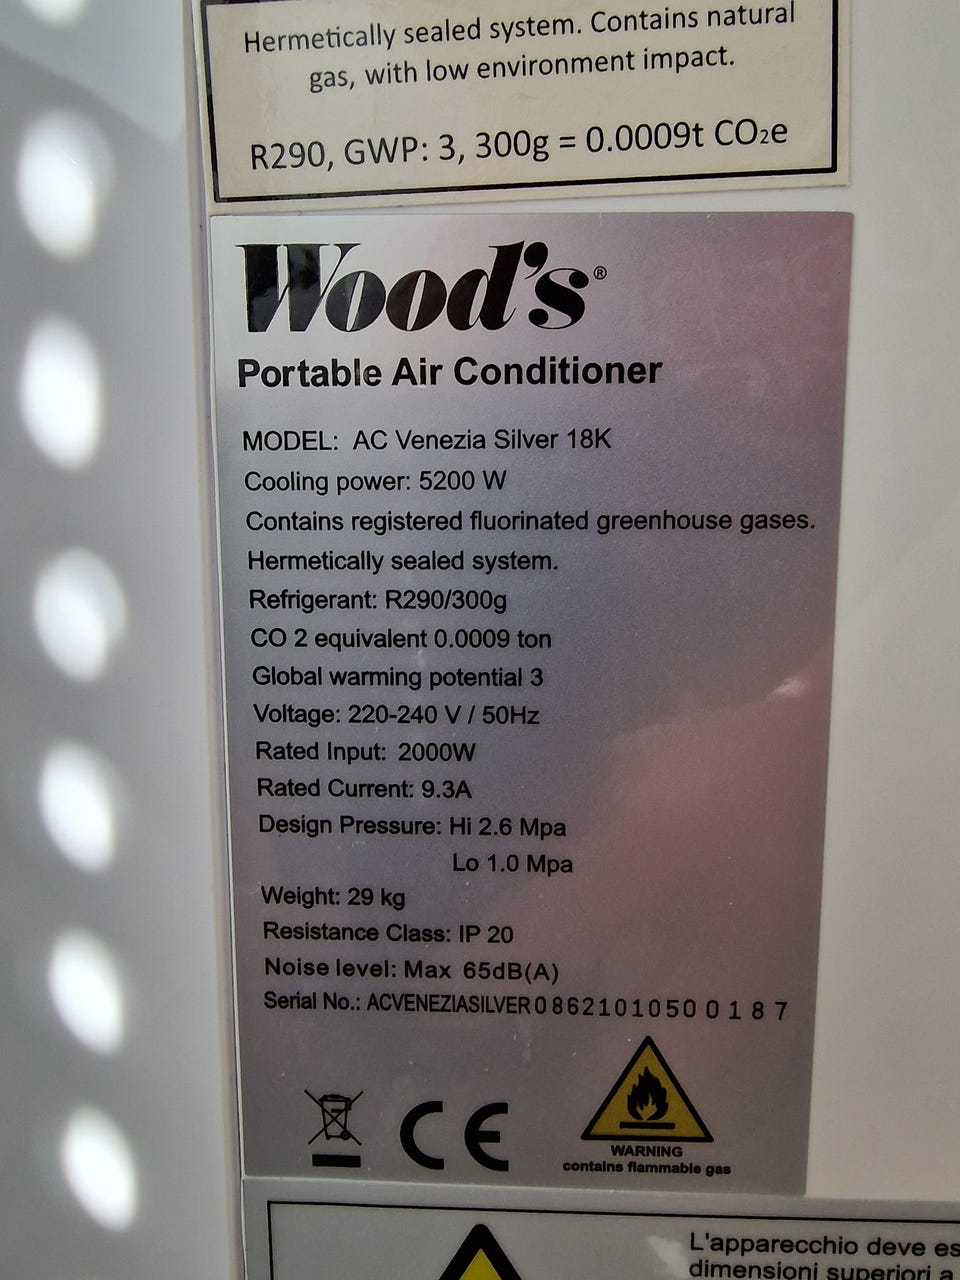 Hermetically sealed system. Contains natural
gas, with low environment impact.
R290, GWP: 3, 300g = 0.0009t CO₂e
Wood's®
Portable Air Conditioner
MODEL: AC Venezia Silver 18K
Cooling power: 5200 W
Contains registered fluorinated greenhouse gases.
Hermetically sealed system.
Refrigerant: R290/300g
CO 2 equivalent 0.0009 ton
Global warming potential 3
Voltage: 220-240 V / 50Hz
Rated Input: 2000W
Rated Current: 9.3A
Design Pressure: Hi 2.6 Mpa
Lo 1.0 Mpa
Weight: 29 kg
Resistance Class: IP 20
Noise level: Max 65dB(A)
Serial No.: ACVENEZIASILVER08621010500187
CE
WARNING
contains flammable gas
L'apparecchio deve es
dimensioni superiori a